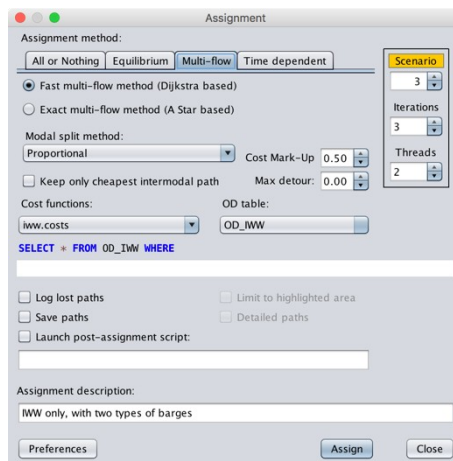 Assignment
Assignment method:
All or Nothing Equilibrium Multi-flow Time dependent
Scenario
3
Fast multi-flow method (Dijkstra based)
Exact multi-flow method (A Star based)
Iterations
3
Modal split method:
Proportional
Cost Mark-Up 0.50
Threads
2
Keep only cheapest intermodal path
Max detour: 0.00
Cost functions:
OD table:
iww.costs
OD_IWW
SELECT * FROM OD_IWW WHERE
Log lost paths
Limit to highlighted area
Save paths
Detailed paths
Launch post-assignment script:
Assignment description:
IWW only, with two types of barges
Preferences
Assign
Close